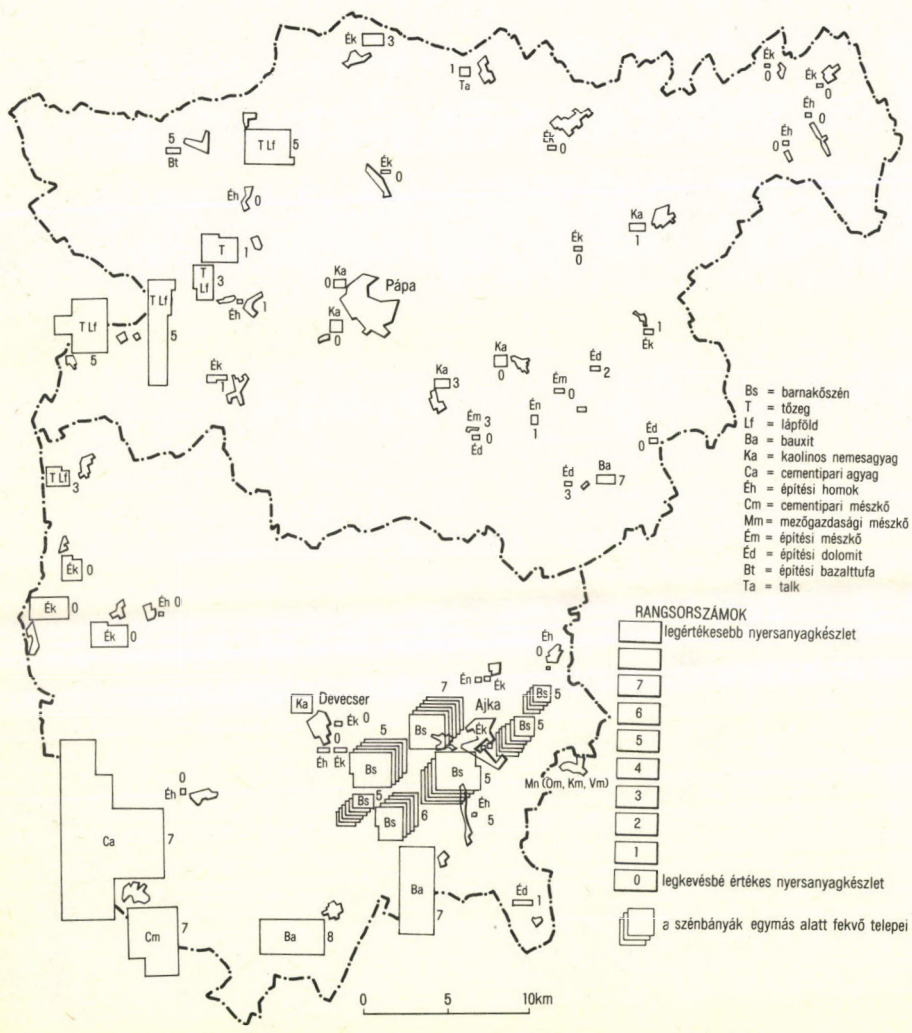 Ék 3
1
Ta
Ék
0
Ék
0
Éh
0
Éh
0
5
Bt
T Lf 5
Ék
0
Ék
0
Éh
0
Ka
1
T 1
Ék
0
T
Lf
3
Ka
0
Pápa
T Lf
5
T Lf
5
Éh 1
Ka
0
1
Ék
Ék
1
Ka
3
Ka
0
Éd
2
Ém
0
Ém 3
0
Éd
Én
1
Éd
0
Éd
3
Ba
7
T Lf
3
Bs = barnakőszén
T = tőzeg
Lf = lápföld
Ba = bauxit
Ka = kaolinos nemesagyag
Ca = cementipari agyag
Éh = építési homok
Cm = cementipari mészkő
Mm = mezőgazdasági mészkő
Ém = építési mészkő
Éd = építési dolomit
Bt = építési bazalttufa
Ta = talk
Ék 0
Ék 0
Ék 0
Éh 0
RANGSORSZÁMOK
legértékesebb nyersanyagkészlet
7
6
5
4
3
2
1
0 legkevésbé értékes nyersanyagkészlet
a szénbányák egymás alatt fekvő telepei
Éh
0
Én
Ék
Ka
Devecser
Ék 0
0
Éh Ék
7
Bs
Ajka
Ék
Bs 5
Bs 5
5
Bs
Bs
5
Bs 5
Bs 6
Éh
5
Mn (Öm, Km, Vm)
0
Éh
Ca 7
Cm 7
Ba 8
Ba
7
Éd
1
0 5 10km